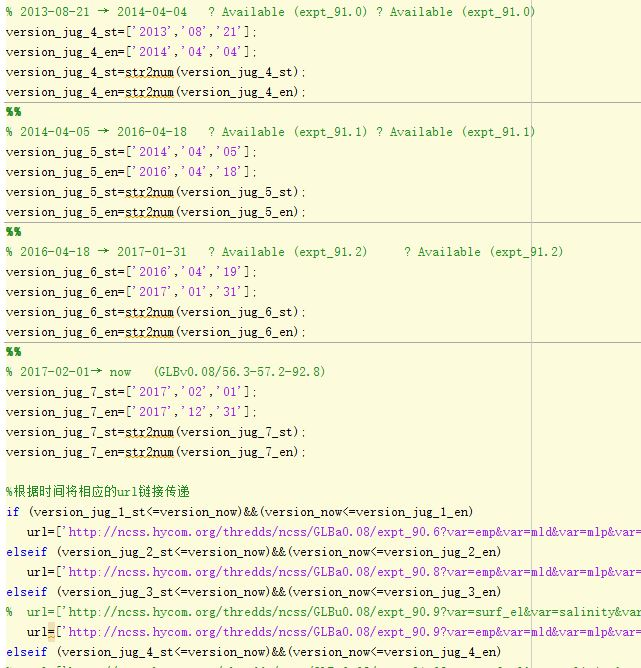 % 2013-08-21 → 2014-04-04   ? Available (expt_91.0) ? Available (expt_91.0)
version_jug_4_st=['2013','08','21'];
version_jug_4_en=['2014','04','04'];
version_jug_4_st=str2num(version_jug_4_st);
version_jug_4_en=str2num(version_jug_4_en);
%%
% 2014-04-05 → 2016-04-18   ? Available (expt_91.1) ? Available (expt_91.1)
version_jug_5_st=['2014','04','05'];
version_jug_5_en=['2016','04','18'];
version_jug_5_st=str2num(version_jug_5_st);
version_jug_5_en=str2num(version_jug_5_en);
%%
% 2016-04-18 → 2017-01-31   ? Available (expt_91.2)     ? Available (expt_91.2)
version_jug_6_st=['2016','04','19'];
version_jug_6_en=['2017','01','31'];
version_jug_6_st=str2num(version_jug_6_st);
version_jug_6_en=str2num(version_jug_6_en);
%%
% 2017-02-01→ now   (GLBv0.08/56.3-57.2-92.8)
version_jug_7_st=['2017','02','01'];
version_jug_7_en=['2017','12','31'];
version_jug_7_st=str2num(version_jug_7_st);
version_jug_7_en=str2num(version_jug_7_en);
%根据时间将相应的url链接传递
if (version_jug_1_st<=version_now)&&(version_now<=version_jug_1_en)
url=['http://ncss.hycom.org/thredds/ncss/GLBa0.08/expt_90.6?var=emp&var=mld&var=mlp&var=
elseif (version_jug_2_st<=version_now)&&(version_now<=version_jug_2_en)
url=['http://ncss.hycom.org/thredds/ncss/GLBa0.08/expt_90.8?var=emp&var=mld&var=mlp&var=
elseif (version_jug_3_st<=version_now)&&(version_now<=version_jug_3_en)
%  url=['http://ncss.hycom.org/thredds/ncss/GLBu0.08/expt_90.9?var=surf_el&var=salinity&va
url=['http://ncss.hycom.org/thredds/ncss/GLBa0.08/expt_90.9?var=emp&var=mld&var=mlp&var=
elseif (version_jug_4_st<=version_now)&&(version_now<=version_jug_4_en)